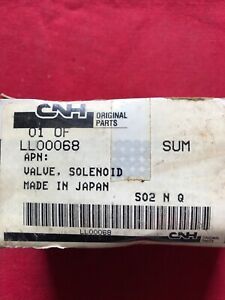 CNH ORIGINAL
PARTS
01 OF
LL00068 SUM
APN:
VALVE, SOLENOID
MADE IN JAPAN
S02 N Q
LL00068
CNH